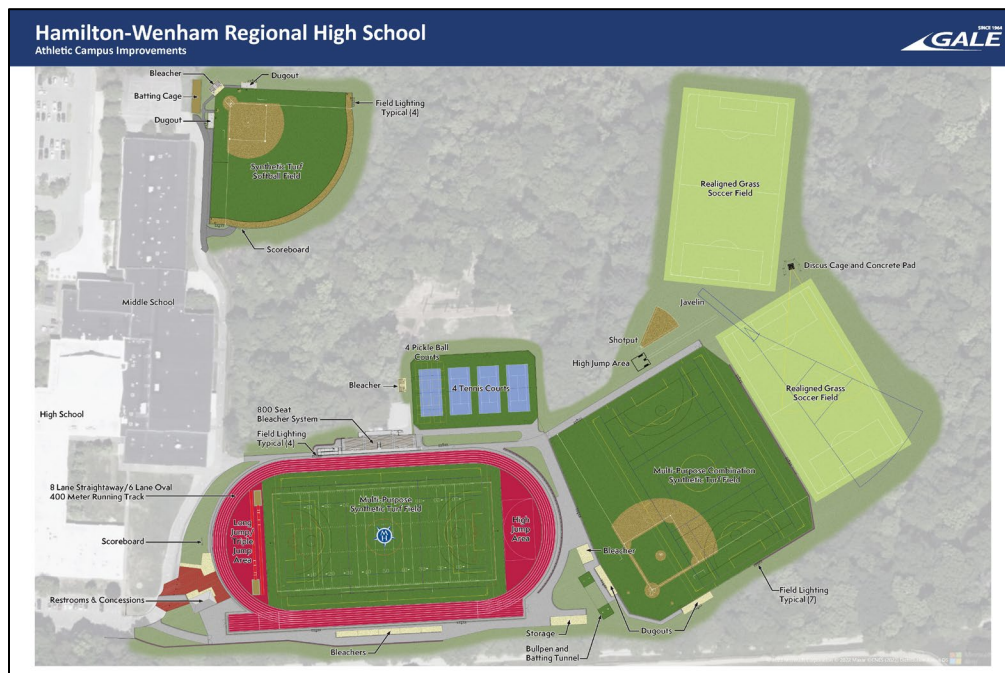 Hamilton-Wenham Regional High School
Athletic Campus Improvements
SINCE 1964
GALE
Bleacher
Dugout
Batting Cage
Field Lighting
Typical (4)
Dugout
Synthetic Turf
Softball Field
Scoreboard
Realigned Grass
Soccer Field
Discus Cage and Concrete Pad
Middle School
Javelin
Shotput
High Jump Area
4 Pickle Ball
Courts
Bleacher
4 Tennis Courts
Realigned Grass
Soccer Field
High School
800 Seat
Bleacher System
Field Lighting
Typical (4)
8 Lane Straightaway/6 Lane Oval
400 Meter Running Track
Multi-Purpose
Synthetic Turf Field
Multi-Purpose Combination
Synthetic Turf Field
Long
Jump/
Triple
Jump
Area
High
Jump
Area
Scoreboard
Bleacher
Restrooms & Concessions
Field Lighting
Typical (7)
Storage
Dugouts
Bullpen and
Batting Tunnel
Bleachers